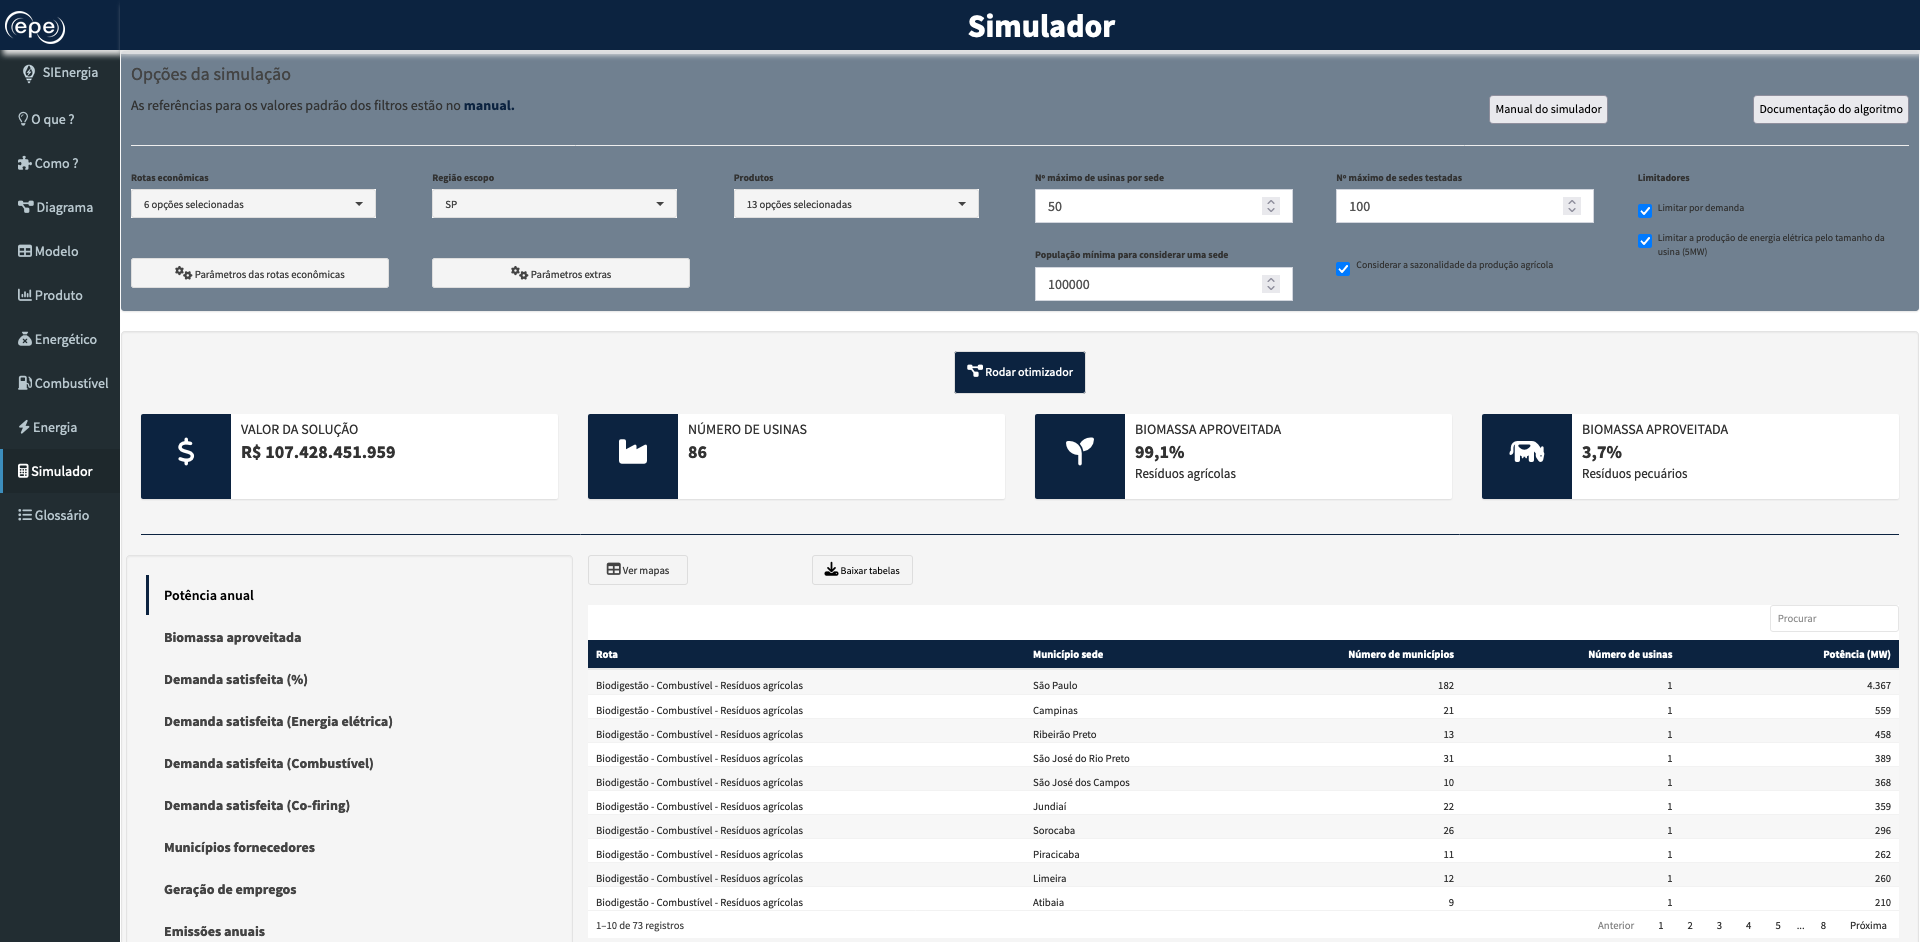 epe
Simulador
SIEnergia
O que ?
Como ?
Diagrama
Modelo
Produto
Energético
Combustível
Energia
Simulador
Glossário
Opções da simulação
As referências para os valores padrão dos filtros estão no manual.
Manual do simulador
Documentação do algoritmo
Rotas econômicas
6 opções selecionadas
Região escopo
SP
Produtos
13 opções selecionadas
Nº máximo de usinas por sede
50
Nº máximo de sedes testadas
100
Limitadores
Limitar por demanda
Limitar a produção de energia elétrica pelo tamanho da
usina (5MW)
Parâmetros das rotas econômicas
Parâmetros extras
População mínima para considerar uma sede
100000
Considerar a sazonalidade da produção agrícola
Rodar otimizador
VALOR DA SOLUÇÃO
R$ 107.428.451.959
NÚMERO DE USINAS
86
BIOMASSA APROVEITADA
99,1%
Resíduos agrícolas
BIOMASSA APROVEITADA
3,7%
Resíduos pecuários
Potência anual
Biomassa aproveitada
Demanda satisfeita (%)
Demanda satisfeita (Energia elétrica)
Demanda satisfeita (Combustível)
Demanda satisfeita (Co-firing)
Municípios fornecedores
Geração de empregos
Emissões anuais
Ver mapas
Baixar tabelas
Procurar
Rota Município sede Número de municípios Número de usinas Potência (MW)
Biodigestão - Combustível - Resíduos agrícolas São Paulo 182 1 4.367
Biodigestão - Combustível - Resíduos agrícolas Campinas 21 1 559
Biodigestão - Combustível - Resíduos agrícolas Ribeirão Preto 13 1 458
Biodigestão - Combustível - Resíduos agrícolas São José do Rio Preto 31 1 389
Biodigestão - Combustível - Resíduos agrícolas São José dos Campos 10 1 368
Biodigestão - Combustível - Resíduos agrícolas Jundiaí 22 1 359
Biodigestão - Combustível - Resíduos agrícolas Sorocaba 26 1 296
Biodigestão - Combustível - Resíduos agrícolas Piracicaba 11 1 262
Biodigestão - Combustível - Resíduos agrícolas Limeira 12 1 260
Biodigestão - Combustível - Resíduos agrícolas Atibaia 9 1 210
1–10 de 73 registros
Anterior 1 2 3 4 5 ... 8 Próxima